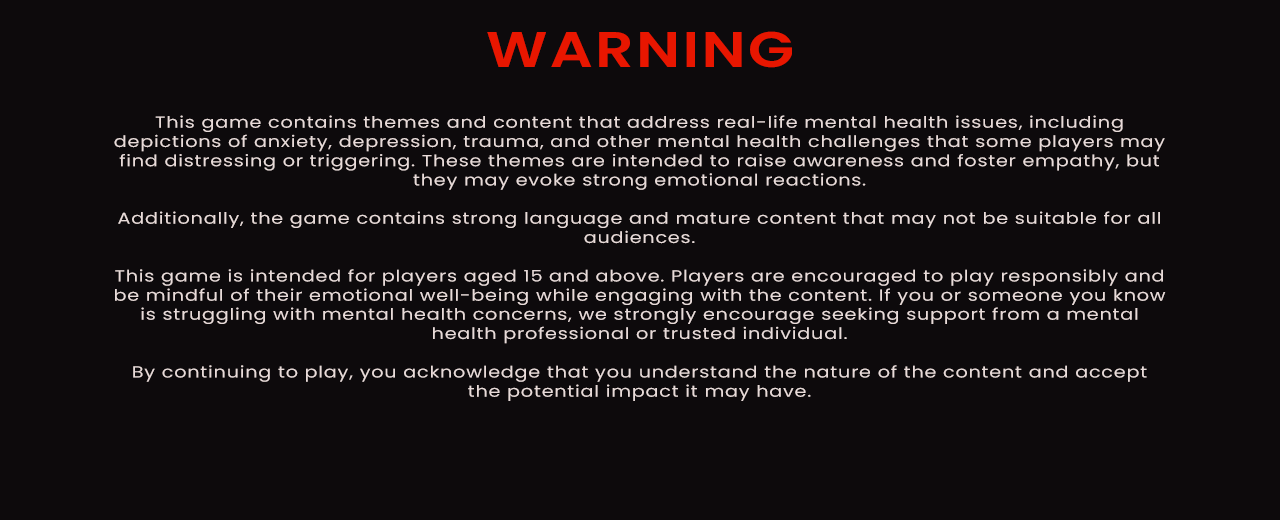 WARNING
This game contains themes and content that address real-life mental health issues, including
depictions of anxiety, depression, trauma, and other mental health challenges that some players may
find distressing or triggering. These themes are intended to raise awareness and foster empathy, but
they may evoke strong emotional reactions.
Additionally, the game contains strong language and mature content that may not be suitable for all
audiences.
This game is intended for players aged 15 and above. Players are encouraged to play responsibly and
be mindful of their emotional well-being while engaging with the content. If you or someone you know
is struggling with mental health concerns, we strongly encourage seeking support from a mental
health professional or trusted individual.
By continuing to play, you acknowledge that you understand the nature of the content and accept
the potential impact it may have.